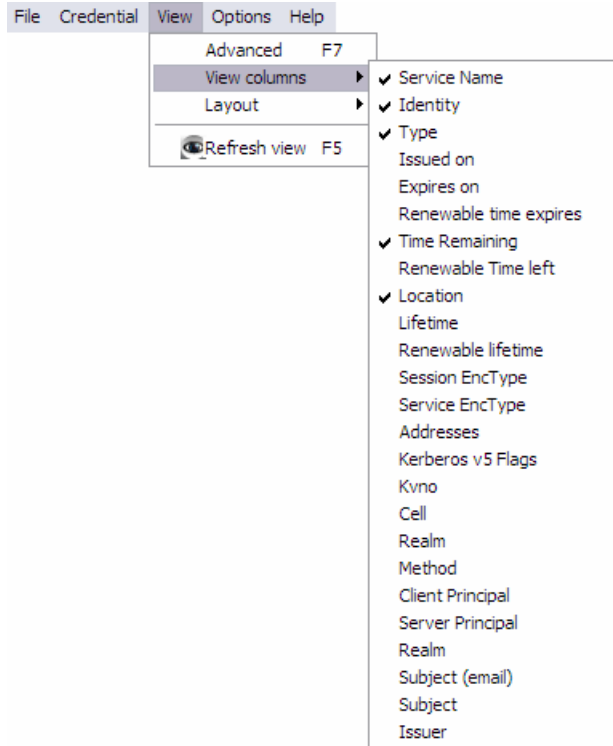 File Credential View Options Help
Advanced F7
View columns
Layout
Refresh view F5
Service Name
Identity
Type
Issued on
Expires on
Renewable time expires
Time Remaining
Renewable Time left
Location
Lifetime
Renewable lifetime
Session EncType
Service EncType
Addresses
Kerberos v5 Flags
Kvno
Cell
Realm
Method
Client Principal
Server Principal
Realm
Subject (email)
Subject
Issuer